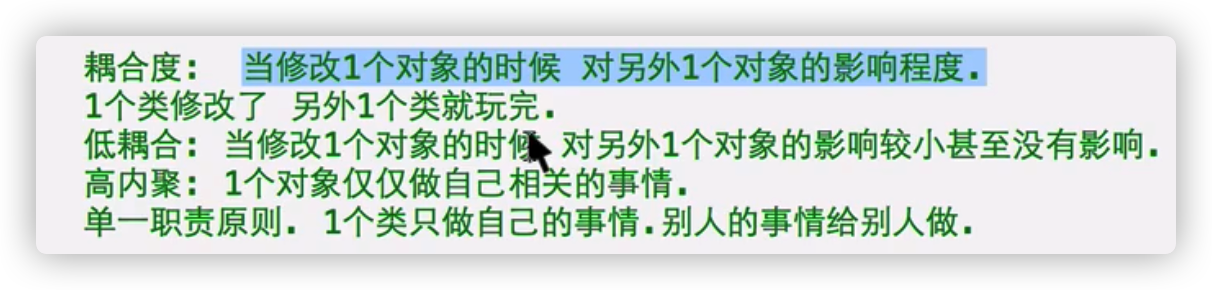 耦合度： 当修改1个对象的时候 对另外1个对象的影响程度.
1个类修改了 另外1个类就玩完.
低耦合: 当修改1个对象的时候 对另外1个对象的影响较小甚至没有影响.
高内聚: 1个对象仅仅做自己相关的事情.
单一职责原则. 1个类只做自己的事情.别人的事情给别人做.